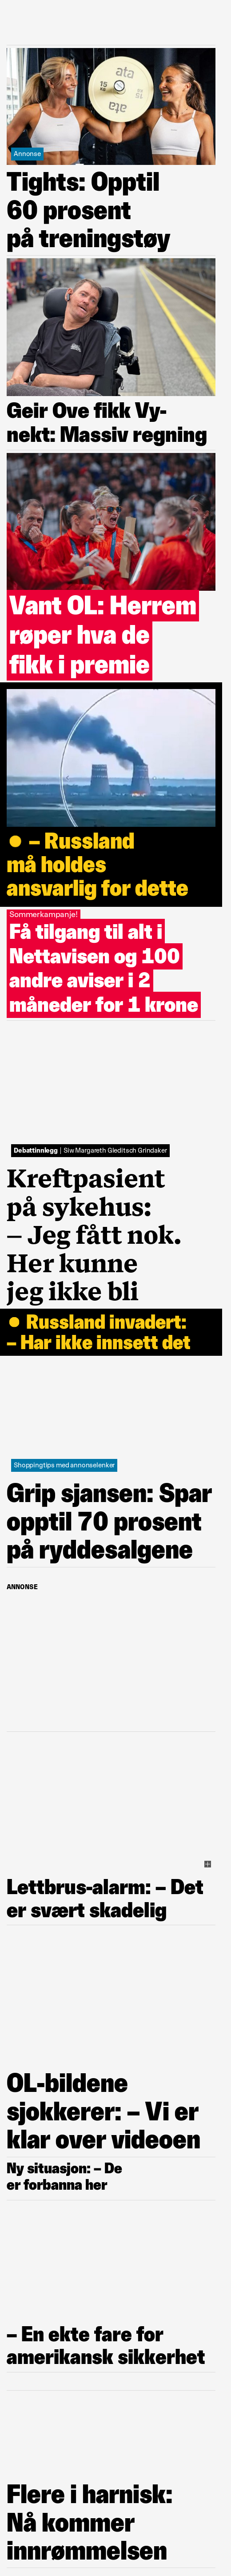 ata
15
ata
Annonse
Tights: Opptil
60 prosent
på treningstøy
Geir Ove fikk Vy-
nekt: Massiv regning
Vant OL: Herrem
røper hva de
fikk i premie
– Russland
må holdes
ansvarlig for dette
Sommerkampanje!
Få tilgang til alt i
Nettavisen og 100
andre aviser i 2
måneder for 1 krone
Debattinnlegg | Siw Margareth Gleditsch Grindaker
Kreftpasient
på sykehus:
– Jeg fått nok.
Her kunne
jeg ikke bli
Russland invadert:
– Har ikke innsett det
Shoppingtips med annonselenker
Grip sjansen: Spar
opptil 70 prosent
på ryddesalgene
ANNONSE
Lettbrus-alarm: – Det
er svært skadelig
OL-bildene
sjokkerer: – Vi er
klar over videoen
Ny situasjon: – De
er forbanna her
– En ekte fare for
amerikansk sikkerhet
Flere i harnisk:
Nå kommer
innrømmelsen